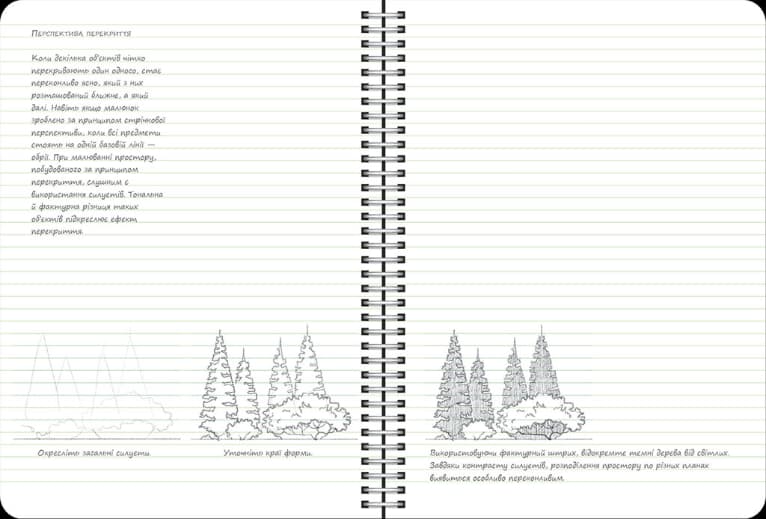 Перспектива перекриття
Коли декілька об'єктів чітко
перекривають один одного, стає
переконливо ясно, який з них
розташований ближче, а який
далі. Навіть якщо малюнок
зроблено за принципом стрічкової
перспективи, коли всі предмети
стоять на одній базовій лінії —
обрії. При малюванні простору,
побудованого за принципом
перекриття, слушним є
використання силуетів. Тональна
й фактурна різниця таких
об'єктів підкреслює ефект
перекриття.
Окресліть загальні силуети.
Уточніть краї форми.
Використовуючи фактурний штрих, відокремте темні дерева від світлих.
Завдяки контрасту силуетів, розподілення простору по різних планах
виявиться особливо переконливим.